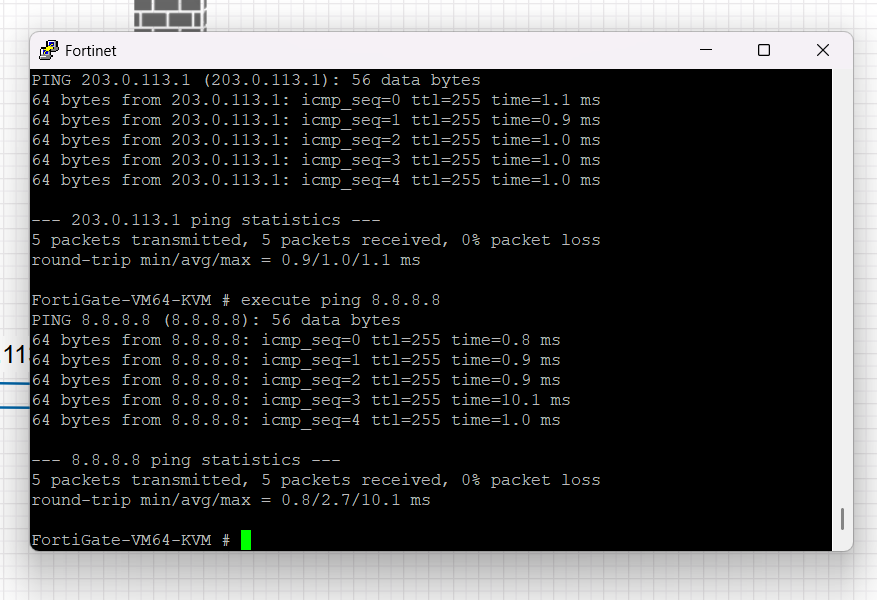 Fortinet
PING 203.0.113.1 (203.0.113.1): 56 data bytes
64 bytes from 203.0.113.1: icmp_seq=0 ttl=255 time=1.1 ms
64 bytes from 203.0.113.1: icmp_seq=1 ttl=255 time=0.9 ms
64 bytes from 203.0.113.1: icmp_seq=2 ttl=255 time=1.0 ms
64 bytes from 203.0.113.1: icmp_seq=3 ttl=255 time=1.0 ms
64 bytes from 203.0.113.1: icmp_seq=4 ttl=255 time=1.0 ms
--- 203.0.113.1 ping statistics ---
5 packets transmitted, 5 packets received, 0% packet loss
round-trip min/avg/max = 0.9/1.0/1.1 ms
FortiGate-VM64-KVM # execute ping 8.8.8.8
PING 8.8.8.8 (8.8.8.8): 56 data bytes
64 bytes from 8.8.8.8: icmp_seq=0 ttl=255 time=0.8 ms
64 bytes from 8.8.8.8: icmp_seq=1 ttl=255 time=0.9 ms
64 bytes from 8.8.8.8: icmp_seq=2 ttl=255 time=0.9 ms
64 bytes from 8.8.8.8: icmp_seq=3 ttl=255 time=10.1 ms
64 bytes from 8.8.8.8: icmp_seq=4 ttl=255 time=1.0 ms
--- 8.8.8.8 ping statistics ---
5 packets transmitted, 5 packets received, 0% packet loss
round-trip min/avg/max = 0.8/2.7/10.1 ms
FortiGate-VM64-KVM #
11